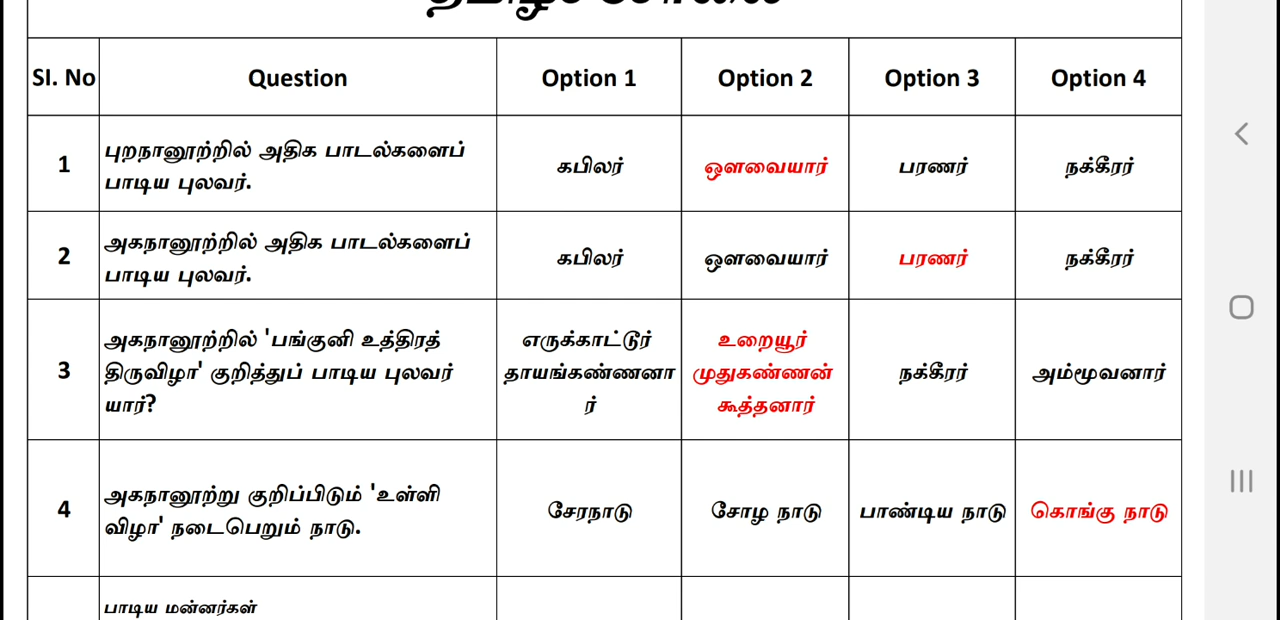 தமிழ்ச் சோலை
Sl. No Question Option 1 Option 2 Option 3 Option 4
1 புறநானூற்றில் அதிக பாடல்களைப் பாடிய புலவர். கபிலர் ஔவையார் பரணர் நக்கீரர்
2 அகநானூற்றில் அதிக பாடல்களைப் பாடிய புலவர். கபிலர் ஔவையார் பரணர் நக்கீரர்
3 அகநானூற்றில் 'பங்குனி உத்திரத் திருவிழா' குறித்துப் பாடிய புலவர் யார்? எருக்காட்டூர் தாயங்கண்ணனார் உறையூர் முதுகண்ணன் கூத்தனார் நக்கீரர் அம்மூவனார்
4 அகநானூற்று குறிப்பிடும் 'உள்ளி விழா' நடைபெறும் நாடு. சேரநாடு சோழ நாடு பாண்டிய நாடு கொங்கு நாடு
பாடிய மன்னர்கள்